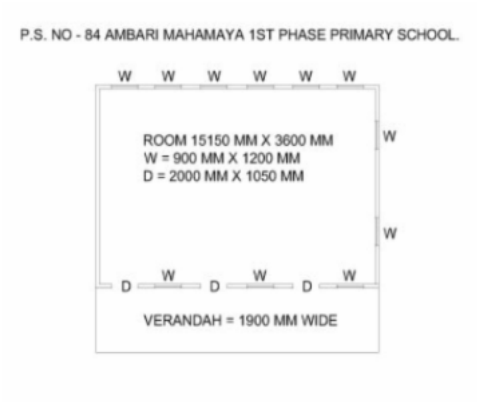 P.S. NO - 84 AMBARI MAHAMAYA 1ST PHASE PRIMARY SCHOOL.
W W W W W W
ROOM 15150 MM X 3600 MM
W = 900 MM X 1200 MM
D = 2000 MM X 1050 MM
W
W
D W D W D W
VERANDAH = 1900 MM WIDE